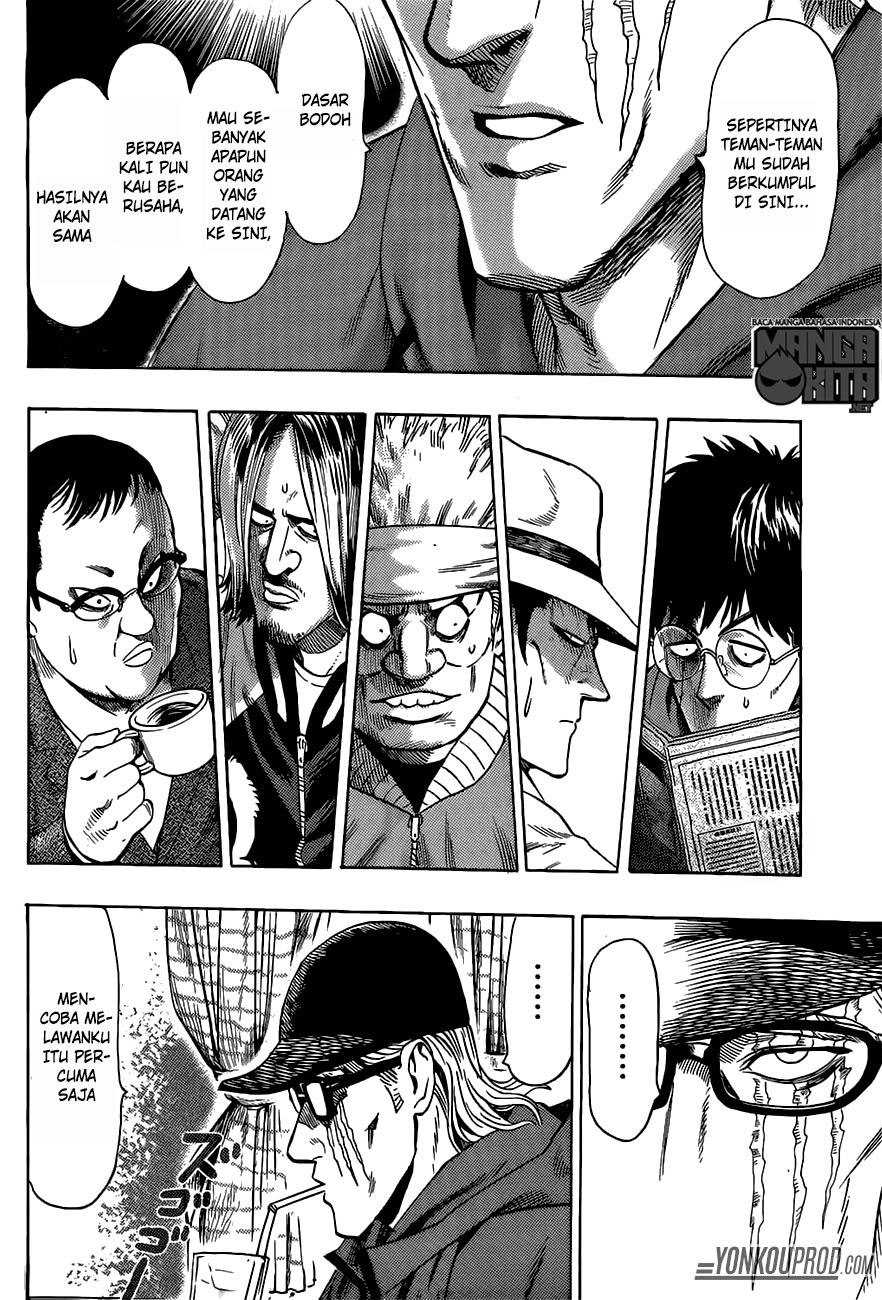 SEPERTINYA
TEMAN-TEMAN
MU SUDAH
BERKUMPUL
DI SINI...
DASAR
BODOH
MAU SE-
BANYAK
APAPUN
ORANG
YANG
DATANG
KE SINI,
BERAPA
KALI PUN
KAU BE-
RUSAHA,
HASILNYA
AKAN
SAMA
BACA MANGA BAHASA INDONESIA
MANGA
KITA
.NET
......
......
MEN-
COBA ME-
LAWANKU
ITU PER-
CUMA
SAJA
ズゴゴゴー
YONKOUPROD.COM